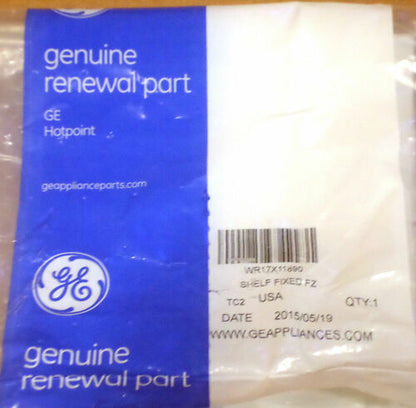 genuine
renewal part
GE
Hotpoint
geapplianceparts.com
WR17X11890
SHELF FIXED FZ
TC2 USA QTY:1
DATE 2015/05/19
WWW.GEAPPLIANCES.COM
GE
genuine
renewal part